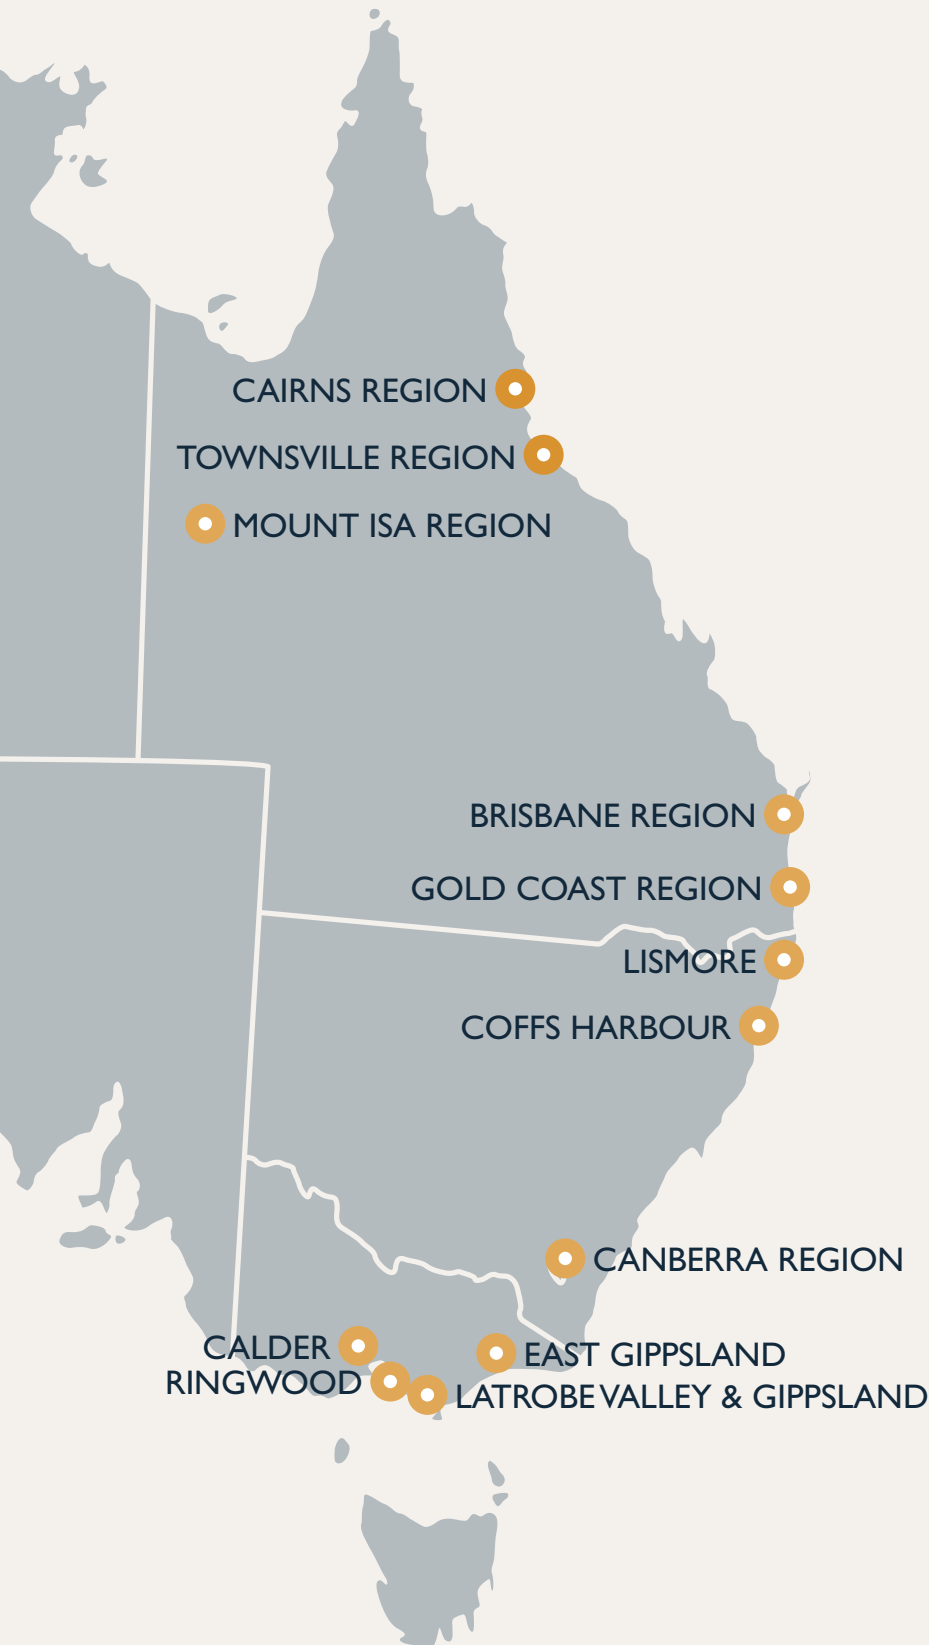 CAIRNS REGION
TOWNSVILLE REGION
MOUNT ISA REGION
BRISBANE REGION
GOLD COAST REGION
LISMORE
COFFS HARBOUR
CANBERRA REGION
CALDER
EAST GIPPSLAND
RINGWOOD
LATROBE VALLEY & GIPPSLAND